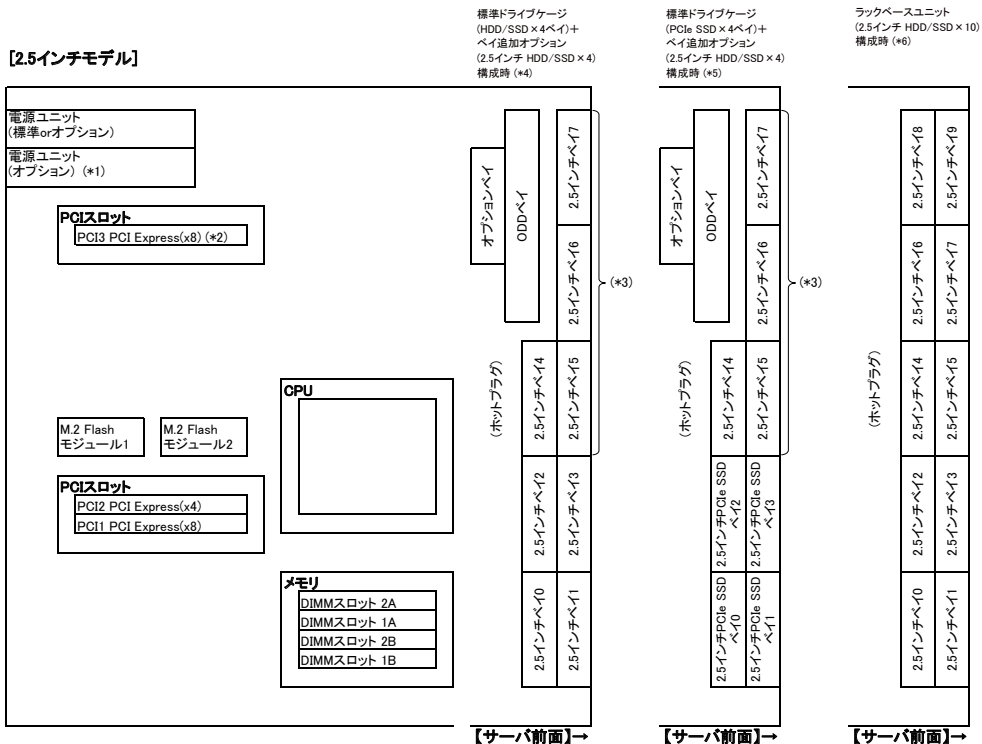 [2.5インチモデル]
標準ドライブケージ
(HDD/SSD×4ベイ)+
ベイ追加オプション
(2.5インチ HDD/SSD×4)
構成時 (*4)
標準ドライブケージ
(PCIe SSD×4ベイ)+
ベイ追加オプション
(2.5インチ HDD/SSD×4)
構成時 (*5)
ラックベースユニット
(2.5インチ HDD/SSD×10)
構成時 (*6)
電源ユニット
(標準orオプション)
電源ユニット
(オプション) (*1)
PCIスロット
PCI3 PCI Express(x8) (*2)
M.2 Flash
モジュール1
M.2 Flash
モジュール2
PCIスロット
PCI2 PCI Express(x4)
PCI1 PCI Express(x8)
CPU
メモリ
DIMMスロット 2A
DIMMスロット 1A
DIMMスロット 2B
DIMMスロット 1B
オプションベイ
ODDベイ
2.5インチベイ7
2.5インチベイ6
(*3)
(ホットプラグ)
2.5インチベイ4
2.5インチベイ5
2.5インチベイ2
2.5インチベイ3
2.5インチベイ0
2.5インチベイ1
【サーバ前面】→
オプションベイ
ODDベイ
2.5インチベイ7
2.5インチベイ6
(*3)
(ホットプラグ)
2.5インチベイ4
2.5インチベイ5
2.5インチPCIe SSD
ベイ2
2.5インチPCIe SSD
ベイ3
2.5インチPCIe SSD
ベイ0
2.5インチPCIe SSD
ベイ1
【サーバ前面】→
2.5インチベイ8
2.5インチベイ9
2.5インチベイ6
2.5インチベイ7
(ホットプラグ)
2.5インチベイ4
2.5インチベイ5
2.5インチベイ2
2.5インチベイ3
2.5インチベイ0
2.5インチベイ1
【サーバ前面】→